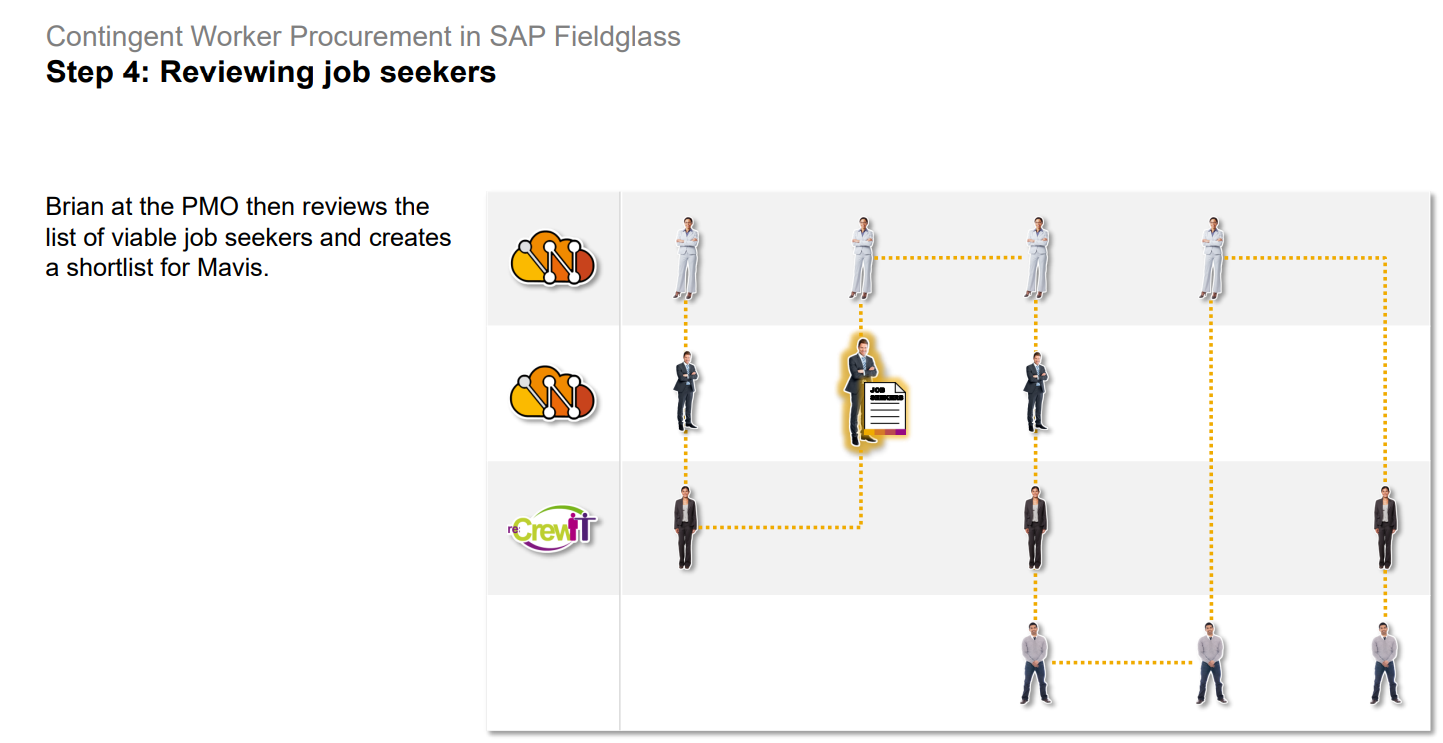 Contingent Worker Procurement in SAP Fieldglass
Step 4: Reviewing job seekers
Brian at the PMO then reviews the
list of viable job seekers and creates
a shortlist for Mavis.
JOB
SEEKERS
re:CrewIT